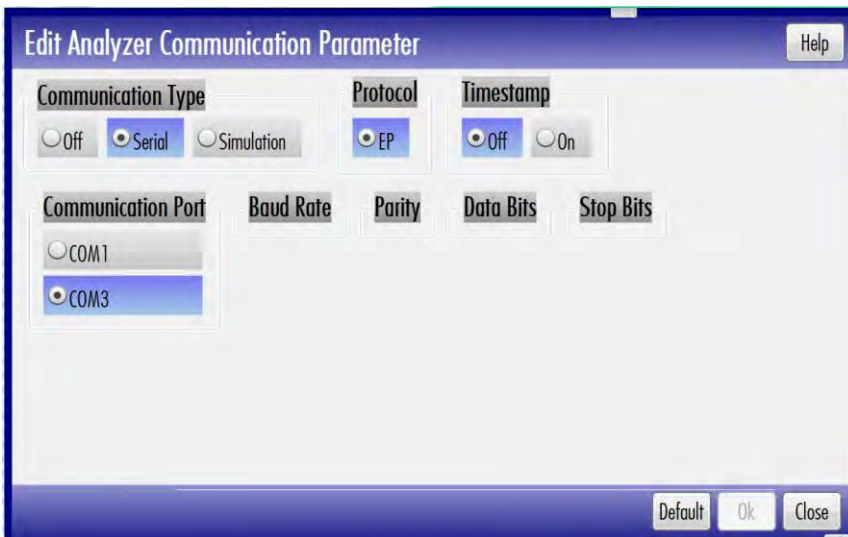 Edit Analyzer Communication Parameter Help
Communication Type Protocol Timestamp
Off Serial Simulation EP Off On
Communication Port Baud Rate Parity Data Bits Stop Bits
COM1
COM3
Default Ok Close